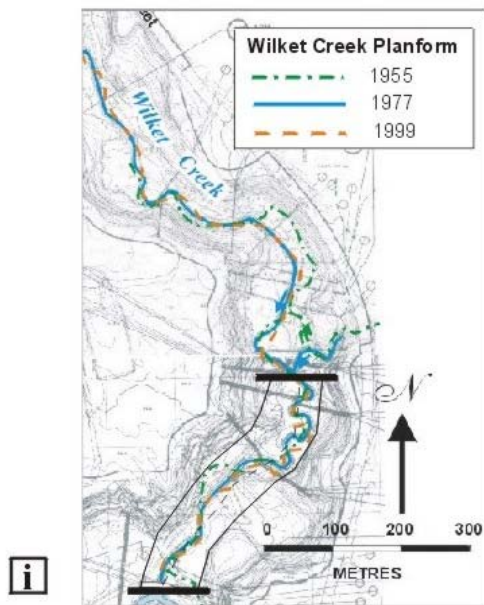 Wilket Creek Planform
1955
1977
1999
Wilket
Creek
N
0 100 200 300
METRES
i